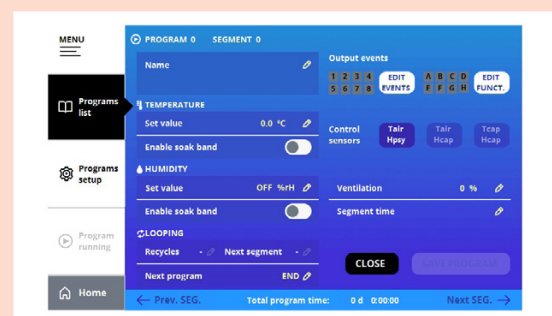 MENU
Programs
list
Programs
setup
Program
running
Home
PROGRAM 0 SEGMENT 0
Name
TEMPERATURE
Set value 0.0 °C
Enable soak band
HUMIDITY
Set value OFF %rH
Enable soak band
LOOPING
Recycles - Next segment -
Next program END
Output events
1 2 3 4
5 6 7 8
EDIT
EVENTS
A B C D
E F G H
EDIT
FUNCT.
Control
sensors
Tair
Hpsy
Tair
Hcap
Tcap
Hcap
Ventilation 0 %
Segment time
CLOSE
SAVE PROGRAM
← Prev. SEG. Total program time: 0 d 0:00:00 Next SEG. →